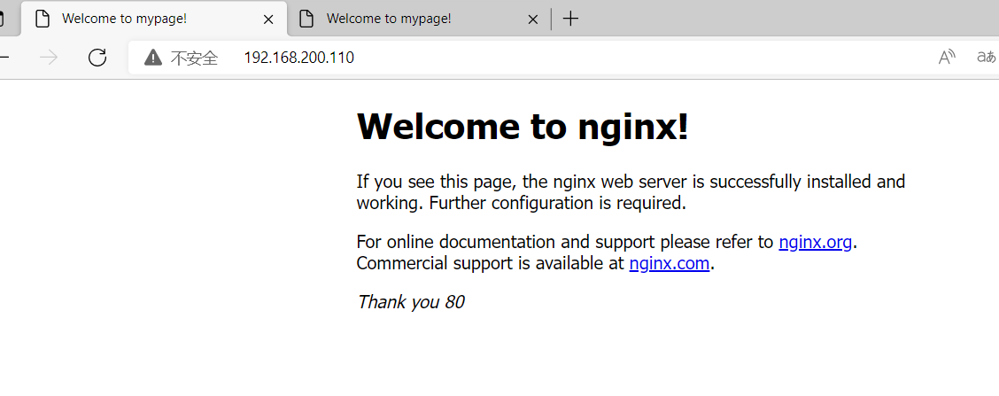 Welcome to mypage!
Welcome to mypage!
不安全 192.168.200.110
A aあ
Welcome to nginx!
If you see this page, the nginx web server is successfully installed and
working. Further configuration is required.
For online documentation and support please refer to nginx.org.
Commercial support is available at nginx.com.
Thank you 80